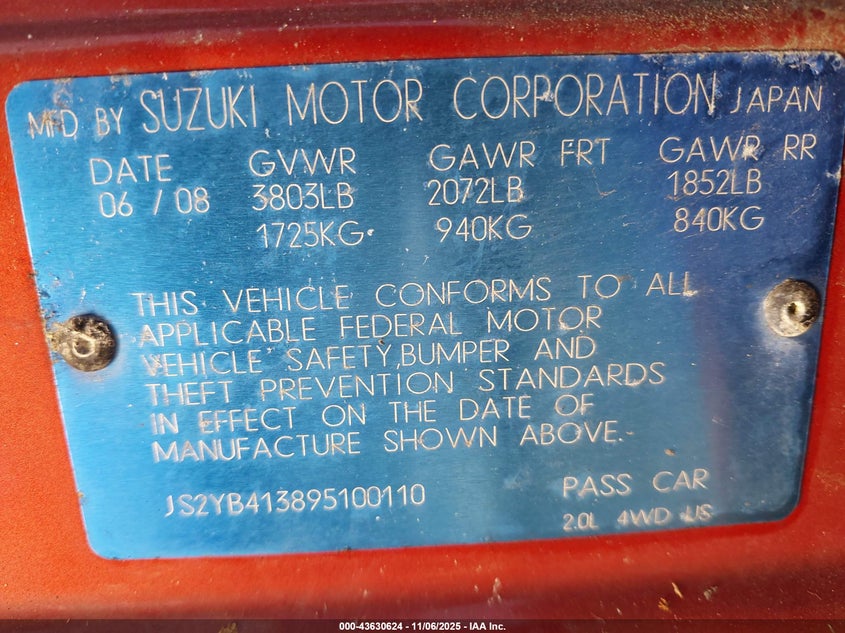 MFD BY SUZUKI MOTOR CORPORATION JAPAN
DATE GVWR GAWR FRT GAWR RR
06 / 08 3803LB 2072LB 1852LB
1725KG 940KG 840KG
THIS VEHICLE CONFORMS TO ALL
APPLICABLE FEDERAL MOTOR
VEHICLE SAFETY,BUMPER AND
THEFT PREVENTION STANDARDS
IN EFFECT ON THE DATE OF
MANUFACTURE SHOWN ABOVE.
JS2YB413895100110 PASS CAR
2.0L 4WD US
000-43630624 - 11/06/2025 - IAA Inc.